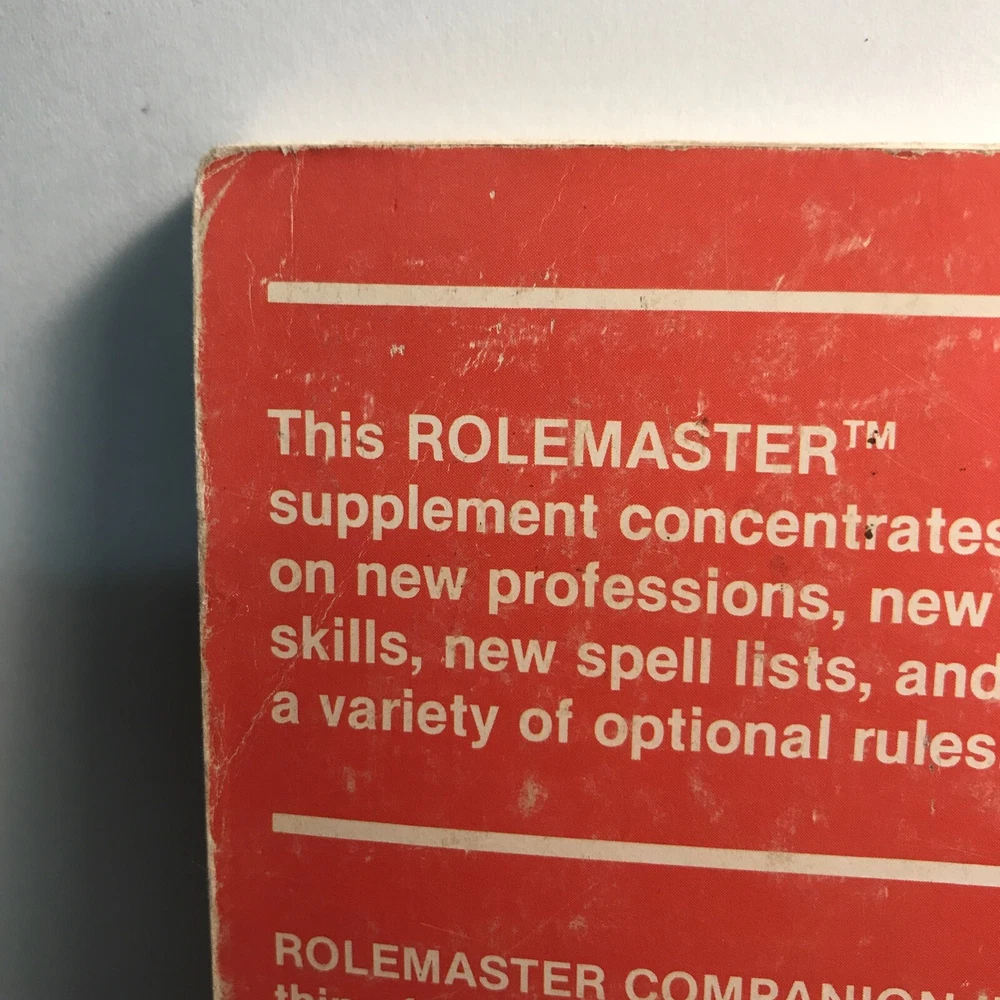 This ROLEMASTER™
supplement concentrates
on new professions, new
skills, new spell lists, and
a variety of optional rules.
ROLEMASTER COMPANION